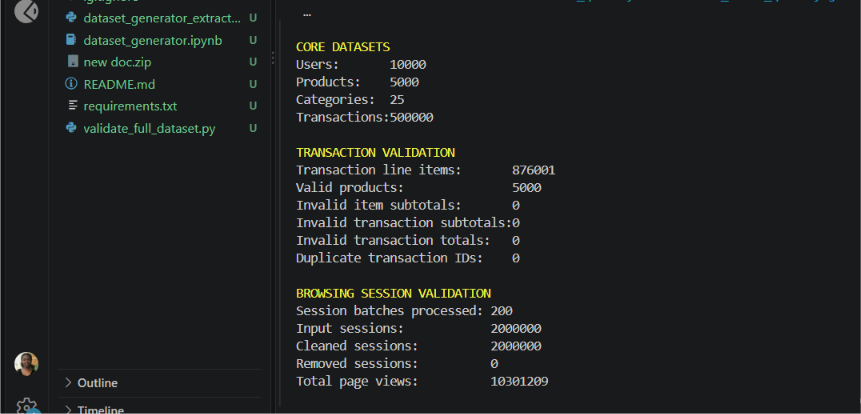 dataset_generator_extract... U
dataset_generator.ipynb U
new doc.zip U
README.md U
requirements.txt U
validate_full_dataset.py U
Outline
Timeline
...
CORE DATASETS
Users: 10000
Products: 5000
Categories: 25
Transactions:500000
TRANSACTION VALIDATION
Transaction line items: 876001
Valid products: 5000
Invalid item subtotals: 0
Invalid transaction subtotals:0
Invalid transaction totals: 0
Duplicate transaction IDs: 0
BROWSING SESSION VALIDATION
Session batches processed: 200
Input sessions: 2000000
Cleaned sessions: 2000000
Removed sessions: 0
Total page views: 10301209